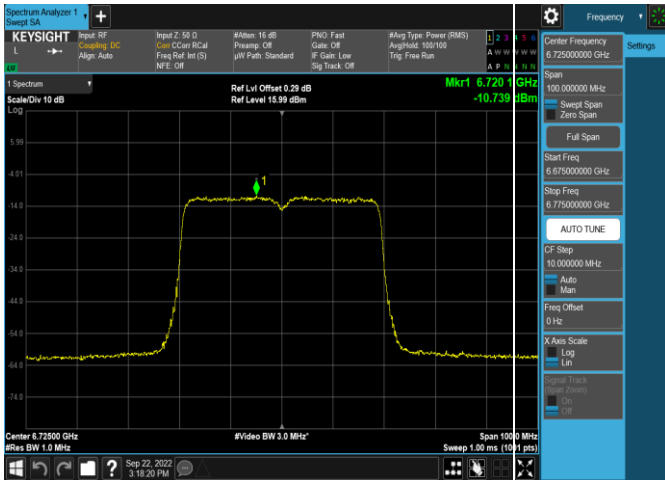 Spectrum Analyzer 1
Swept SA
+
Frequency
KEYSIGHT
L
Input: RF
Coupling: DC
Align: Auto
Input Z: 50 Ω
Corr CCorr RCal
Freq Ref: Int (S)
NFE: Off
#Atten: 16 dB
Preamp: Off
µW Path: Standard
PNO: Fast
Gate: Off
IF Gain: Low
Sig Track: Off
#Avg Type: Power (RMS)
Avg|Hold: 100/100
Trig: Free Run
1 2 3 4 5 6
A W W W W W
A P N N N N
Center Frequency
6.725000000 GHz
Settings
Span
100.000000 MHz
Swept Span
Zero Span
Full Span
Start Freq
6.675000000 GHz
Stop Freq
6.775000000 GHz
AUTO TUNE
CF Step
10.000000 MHz
Auto
Man
Freq Offset
0 Hz
X Axis Scale
Log
Lin
Signal Track
(Span Zoom)
On
Off
1 Spectrum
Scale/Div 10 dB
Log
Ref Lvl Offset 0.29 dB
Ref Level 15.99 dBm
Mkr1 6.720 1 GHz
-10.739 dBm
1
5.99
-4.01
-14.0
-24.0
-34.0
-44.0
-54.0
-64.0
-74.0
Center 6.72500 GHz
#Res BW 1.0 MHz
#Video BW 3.0 MHz*
Span 100.0 MHz
Sweep 1.00 ms (1001 pts)
Sep 22, 2022
3:18:20 PM